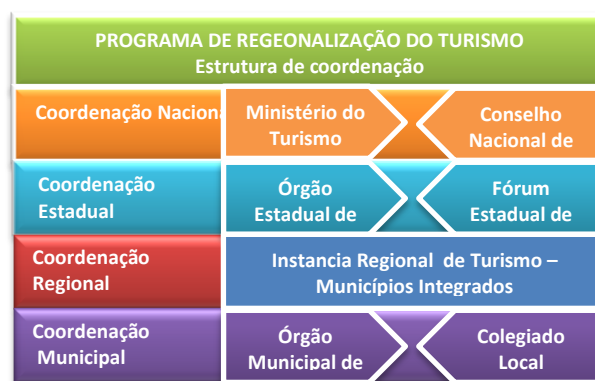 PROGRAMA DE REGEONALIZAÇÃO DO TURISMO
Estrutura de coordenação
Coordenação Naciona
Ministério do
Turismo
Conselho
Nacional de
Coordenação
Estadual
Órgão
Estadual de
Fórum
Estadual de
Coordenação
Regional
Instancia Regional de Turismo –
Municípios Integrados
Coordenação
Municipal
Órgão
Municipal de
Colegiado
Local